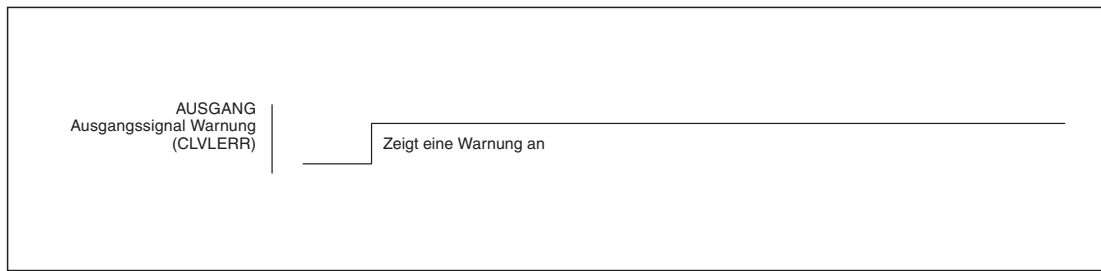 AUSGANG
Ausgangssignal Warnung
(CLVLERR)
Zeigt eine Warnung an